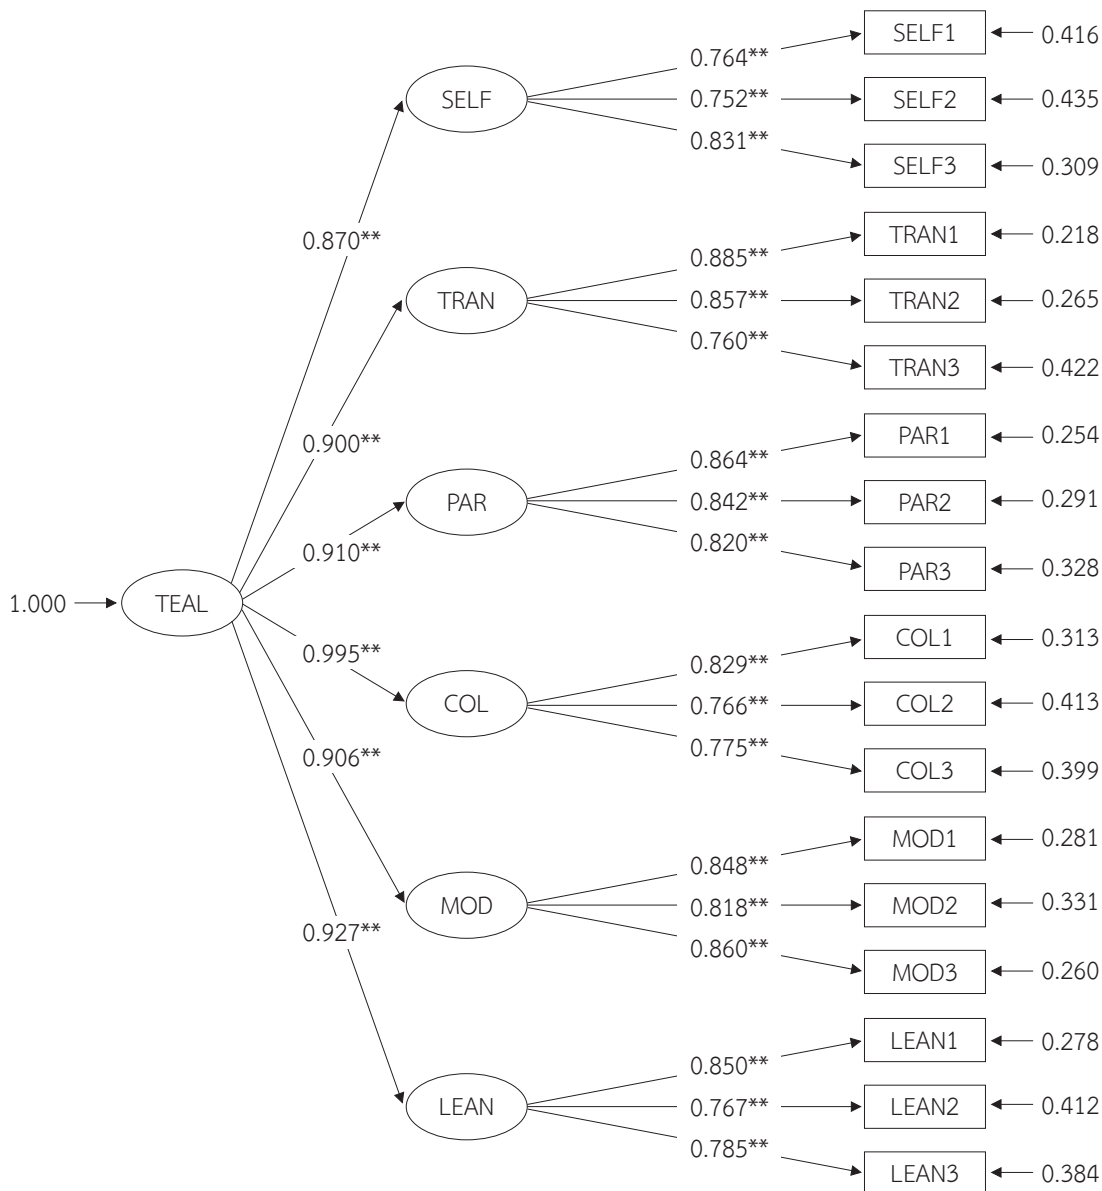 SELF1
0.416
0.764**
SELF
0.752**
SELF2
0.435
0.831**
SELF3
0.309
0.870**
TRAN1
0.218
0.885**
TRAN
0.857**
TRAN2
0.265
0.760**
TRAN3
0.422
0.900**
PAR1
0.254
0.864**
PAR
0.842**
PAR2
0.291
0.910**
0.820**
PAR3
0.328
1.000
TEAL
0.995**
COL1
0.313
0.829**
COL
0.766**
COL2
0.413
0.775**
COL3
0.399
0.906**
MOD1
0.281
0.848**
MOD
0.818**
MOD2
0.331
0.927**
0.860**
MOD3
0.260
LEAN1
0.278
0.850**
LEAN
0.767**
LEAN2
0.412
0.785**
LEAN3
0.384